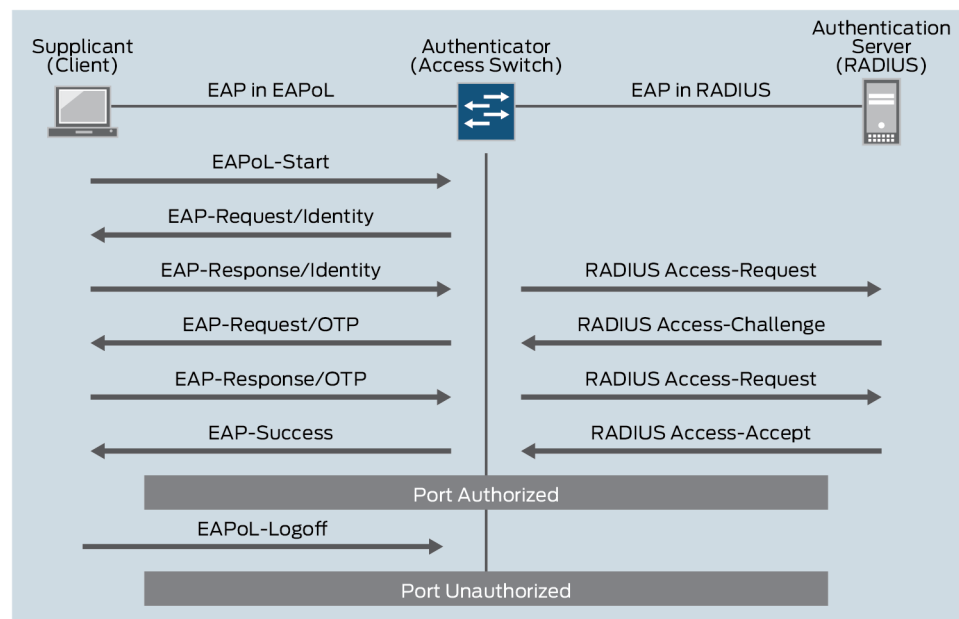 Supplicant
(Client)
Authenticator
(Access Switch)
Authentication
Server
(RADIUS)
EAP in EAPoL
EAP in RADIUS
EAPoL-Start
EAP-Request/Identity
EAP-Response/Identity
RADIUS Access-Request
EAP-Request/OTP
RADIUS Access-Challenge
EAP-Response/OTP
RADIUS Access-Request
EAP-Success
RADIUS Access-Accept
Port Authorized
EAPoL-Logoff
Port Unauthorized